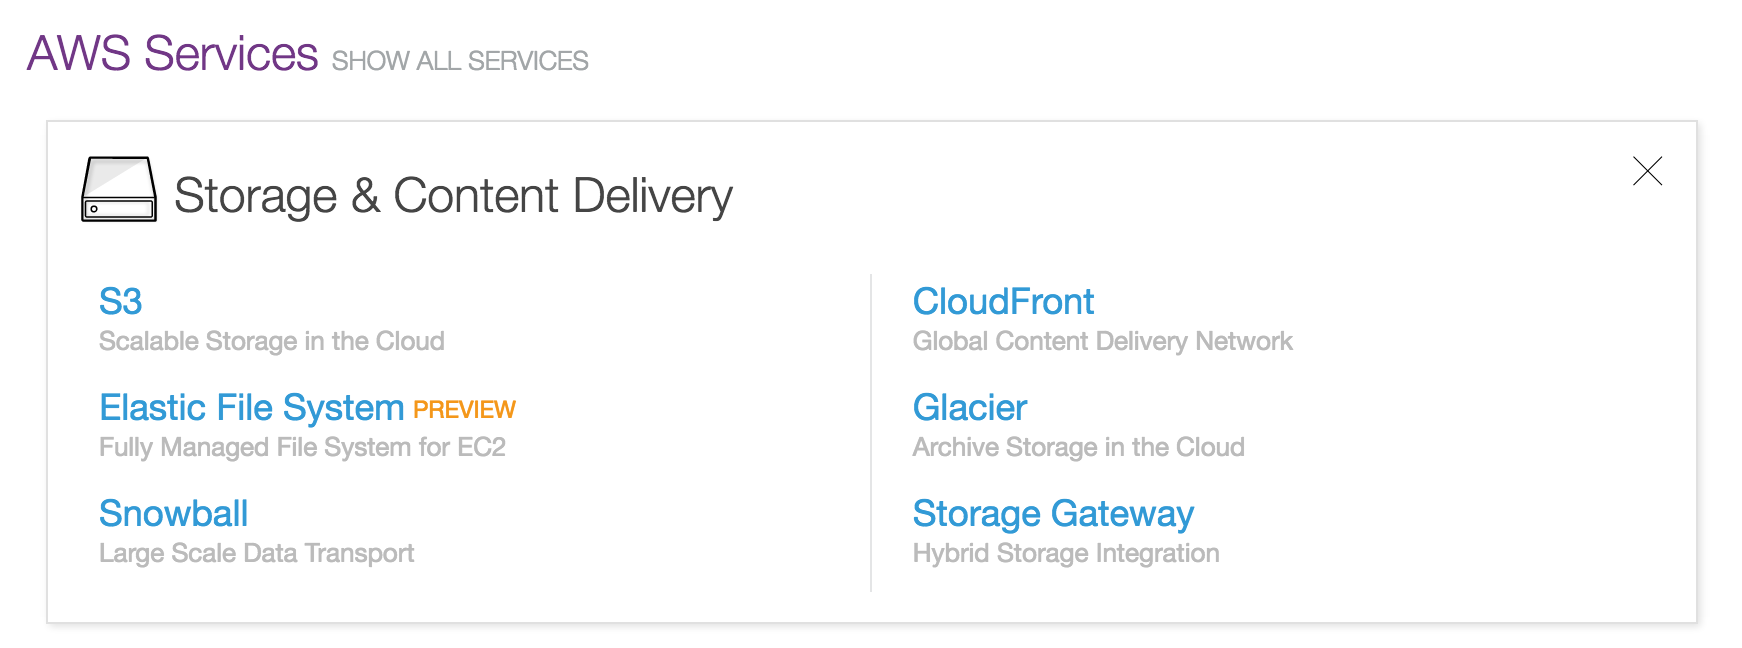 AWS Services SHOW ALL SERVICES
Storage & Content Delivery
S3
Scalable Storage in the Cloud
Elastic File System PREVIEW
Fully Managed File System for EC2
Snowball
Large Scale Data Transport
CloudFront
Global Content Delivery Network
Glacier
Archive Storage in the Cloud
Storage Gateway
Hybrid Storage Integration